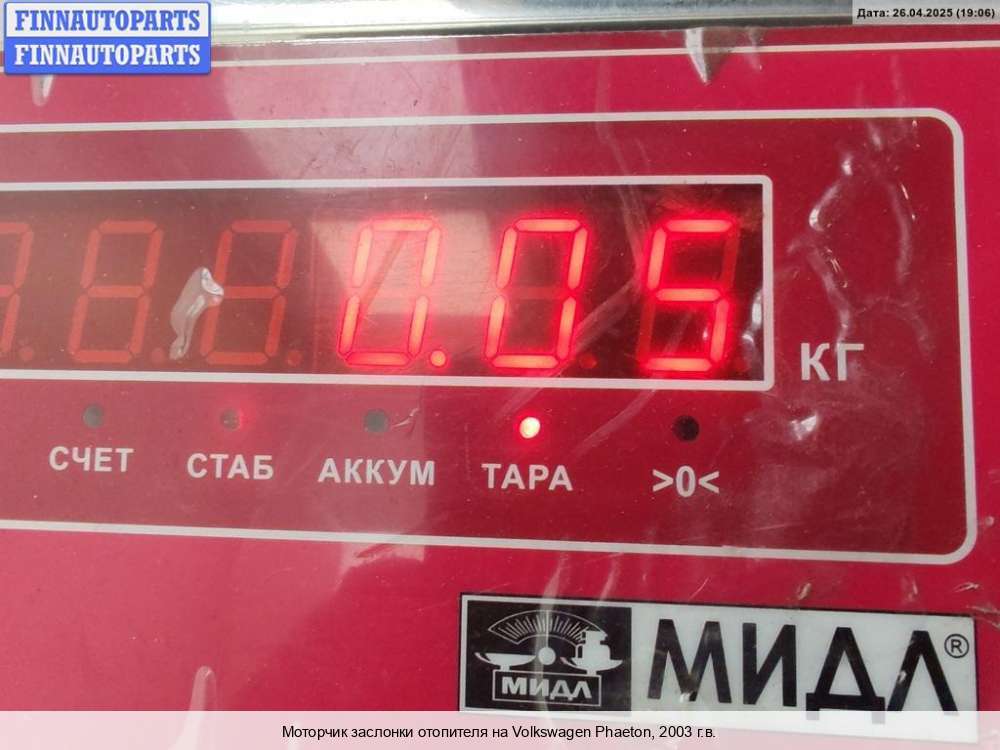 FINNAUTOPARTS
FINNAUTOPARTS
Дата: 26.04.2025 (19:06)
0.05
КГ
СЧЕТ СТАБ АККУМ ТАРА >0<
МИДЛ
МИДЛ®
Моторчик заслонки отопителя на Volkswagen Phaeton, 2003 г.в.